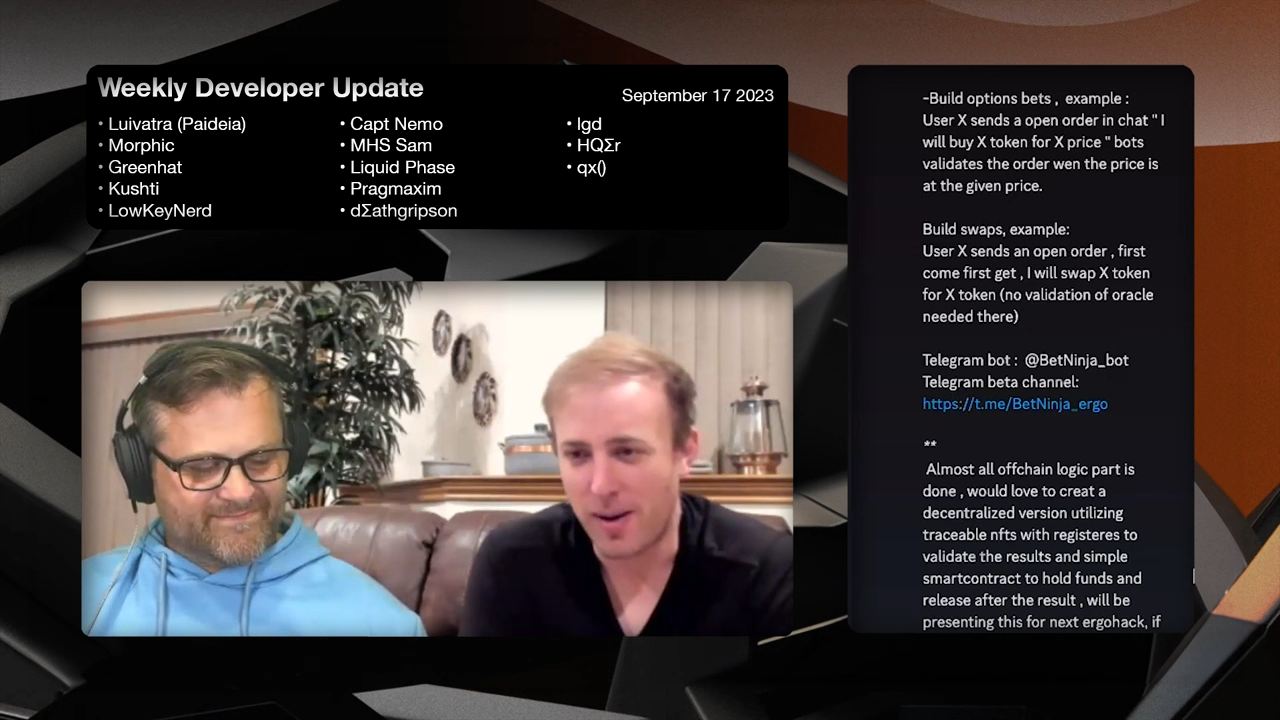 Weekly Developer Update
September 17 2023
• Luivatra (Paideia)
• Morphic
• Greenhat
• Kushti
• LowKeyNerd
• Capt Nemo
• MHS Sam
• Liquid Phase
• Pragmaxim
• dΣathgripson
• lgd
• HQΣr
• qx()
-Build options bets , example :
User X sends a open order in chat " I
will buy X token for X price " bots
validates the order wen the price is
at the given price.
Build swaps, example:
User X sends an open order , first
come first get , I will swap X token
for X token (no validation of oracle
needed there)
Telegram bot : @BetNinja_bot
Telegram beta channel:
https://t.me/BetNinja_ergo
**
Almost all offchain logic part is
done , would love to creat a
decentralized version utilizing
traceable nfts with registeres to
validate the results and simple
smartcontract to hold funds and
release after the result , will be
presenting this for next ergohack, if